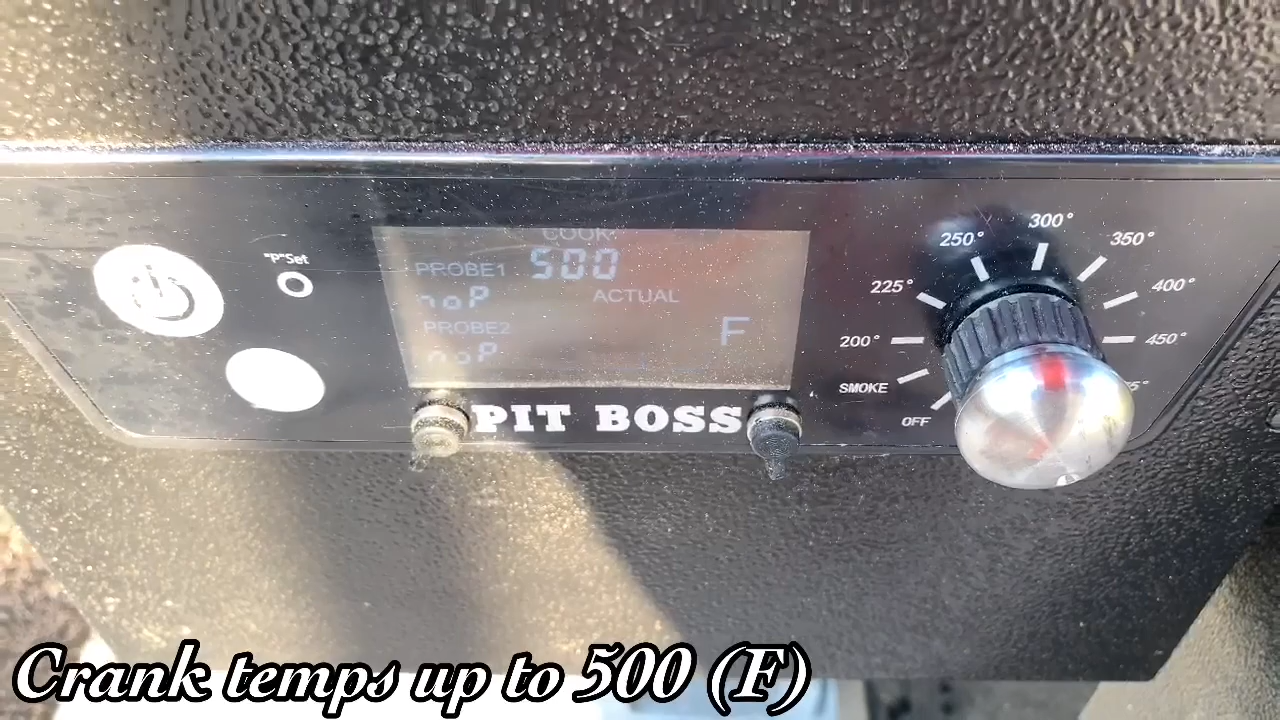 300°
250°
350°
"P"Set
COOK
PROBE1
500
225°
400°
noP
ACTUAL
PROBE2
F
200°
450°
noP
SMOKE
PIT BOSS
OFF
Crank temps up to 500 (F)